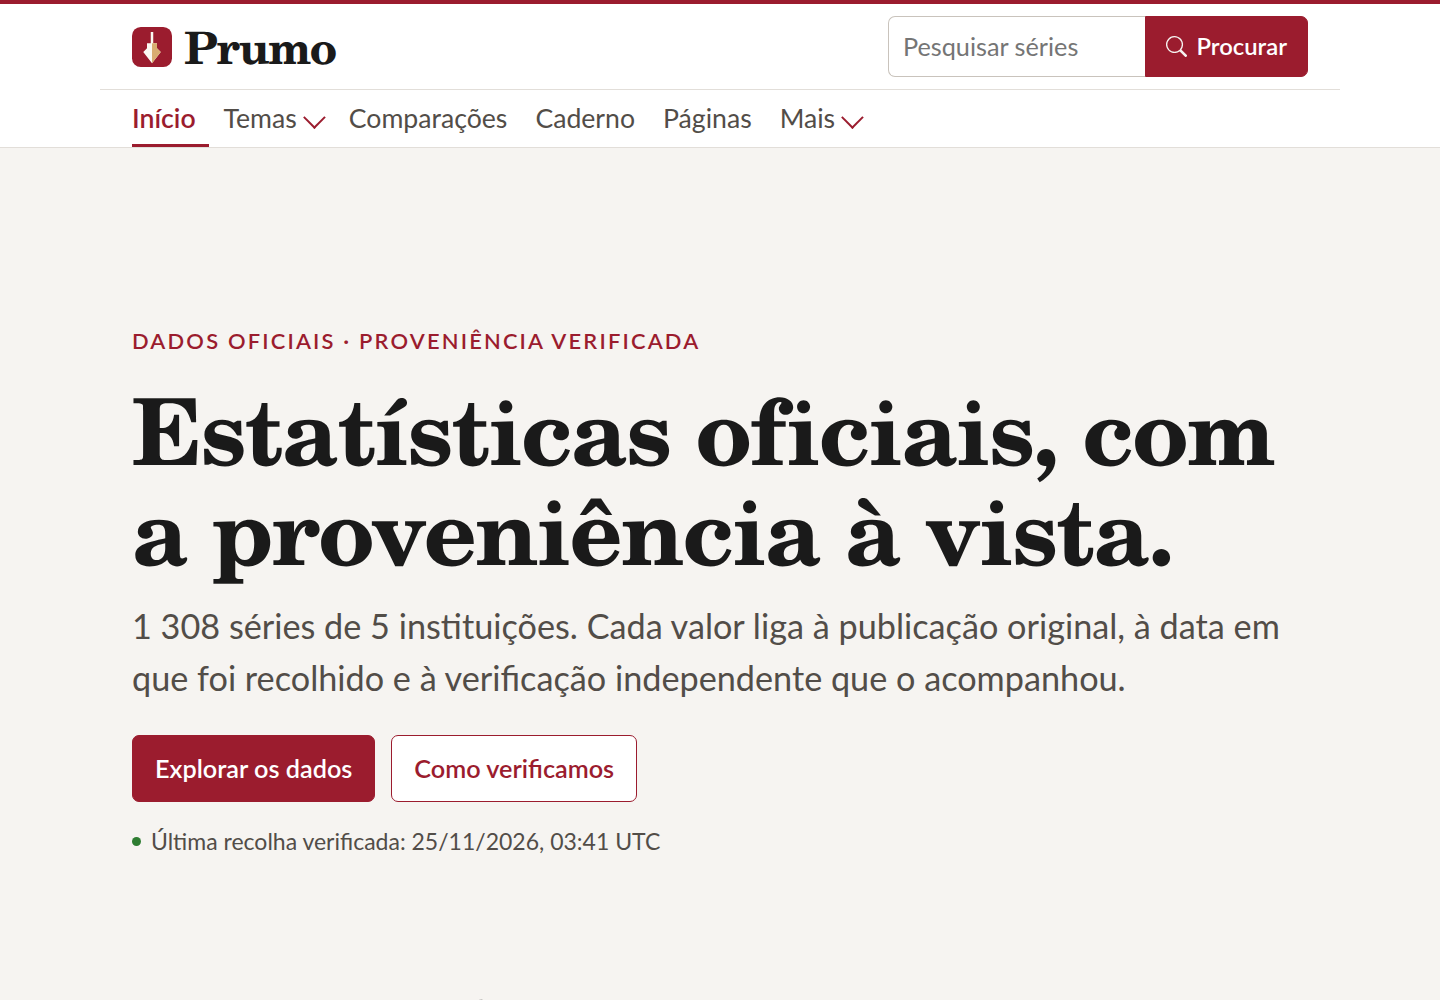 Prumo
Pesquisar séries
Procurar
Início Temas Comparações Caderno Páginas Mais
DADOS OFICIAIS · PROVENIÊNCIA VERIFICADA
Estatísticas oficiais, com
a proveniência à vista.
1 308 séries de 5 instituições. Cada valor liga à publicação original, à data em
que foi recolhido e à verificação independente que o acompanhou.
Explorar os dados
Como verificamos
Última recolha verificada: 25/11/2026, 03:41 UTC